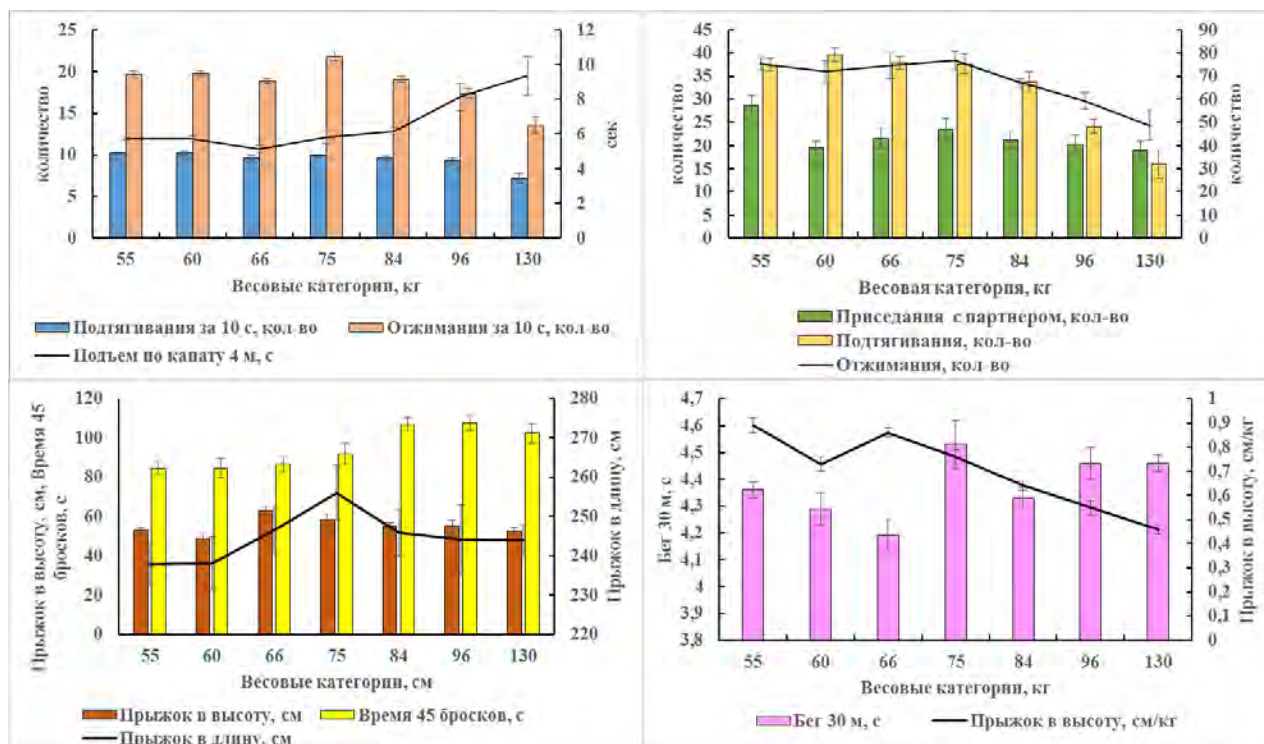 25
20
15
10
5
0
12
10
8
6
4
2
0
количество
сек
55 60 66 75 84 96 130
Весовые категории, кг
Подтягивания за 10 с, кол-во Отжимания за 10 с, кол-во
Подъем по капату 4 м, с
45
40
35
30
25
20
15
10
5
0
90
80
70
60
50
40
30
20
10
0
количество
количество
55 60 66 75 84 96 130
Весовая категория, кг
Приседания с партнером, кол-во
Подтягивания, кол-во
Отжимания, кол-во
120
100
80
60
40
20
0
280
270
260
250
240
230
220
Прыжок в высоту, см, Время 45
бросков, с
Прыжок в длину, см
55 60 66 75 84 96 130
Весовые категории, см
Прыжок в высоту, см Время 45 бросков, с
Прыжок в длину, см
4,7
4,6
4,5
4,4
4,3
4,2
4,1
4
3,9
3,8
1
0,9
0,8
0,7
0,6
0,5
0,4
0,3
0,2
0,1
0
Бег 30 м, с
Прыжок в высоту, см/кг
55 60 66 75 84 96 130
Весовые категории, кг
Бег 30 м, с Прыжок в высоту, см/кг